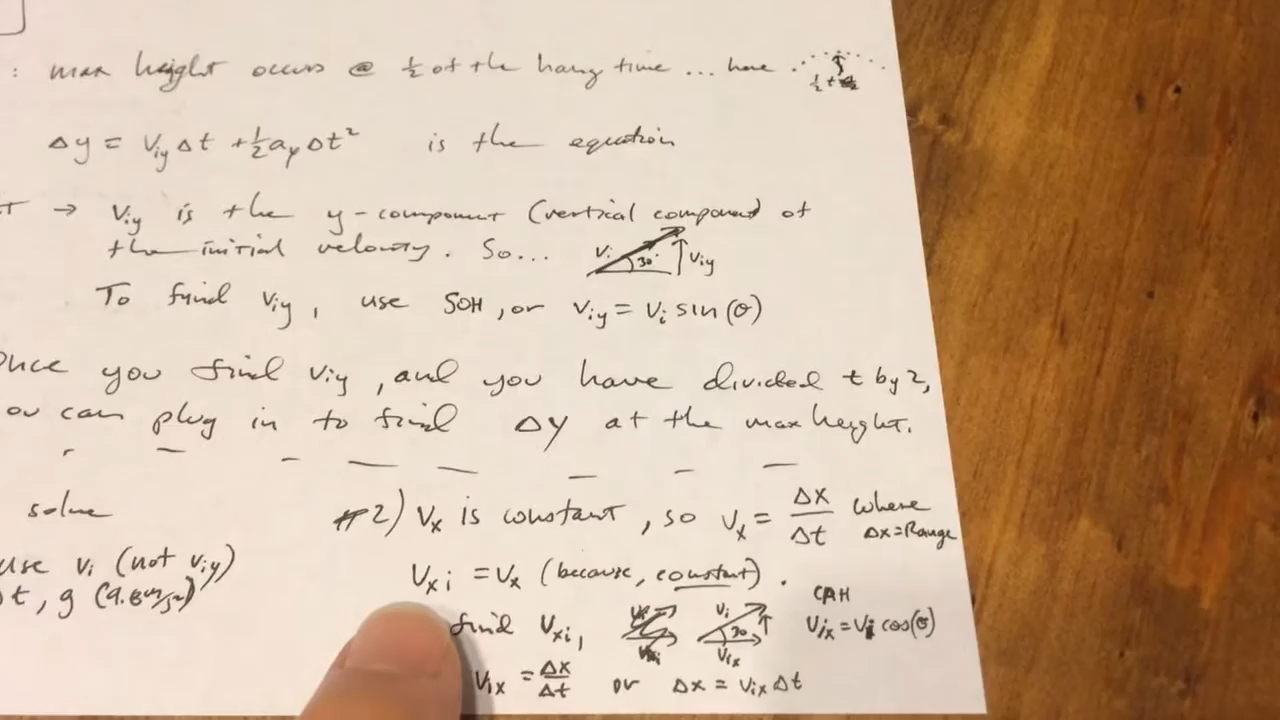 : max height occurs @ ½ of the hang time ... here
½ t
Δy = Viy Δt + ½ ay Δt² is the equation
→ Viy is the y-component (vertical component) of
the initial velocity. So... Vi 30° Viy
To find Viy, use SOH, or Viy = Vi sin(θ)
Once you find Viy, and you have divided t by 2,
you can plug in to find Δy at the max height.
solve
use Vi (not Viy)
Δt, g (9.8 m/s²)
#2) Vx is constant, so Vx = Δx/Δt where
Δx = Range
Vxi = Vx (because, constant).
find Vxi, Vi 30 Vix
CAH
Vix = Vi cos(θ)
Vix = Δx/Δt or Δx = Vix Δt